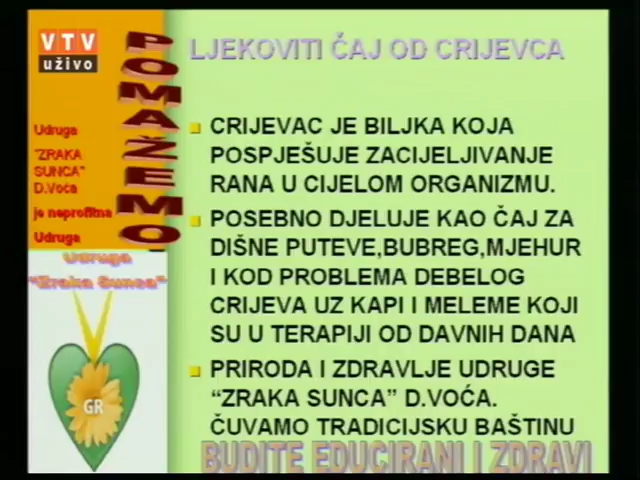 VTV
uživo
POMAŽEMO
Udruga
"ZRAKA
SUNCA"
D.Voća
je neprofitna
Udruga
Udruga
"Zraka Sunca"
GR
LJEKOVITI ČAJ OD CRIJEVCA
CRIJEVAC JE BILJKA KOJA
POSPJEŠUJE ZACIJELJIVANJE
RANA U CIJELOM ORGANIZMU.
POSEBNO DJELUJE KAO ČAJ ZA
DIŠNE PUTEVE,BUBREG,MJEHUR
I KOD PROBLEMA DEBELOG
CRIJEVA UZ KAPI I MELEME KOJI
SU U TERAPIJI OD DAVNIH DANA
PRIRODA I ZDRAVLJE UDRUGE
“ZRAKA SUNCA” D.VOĆA.
ČUVAMO TRADICIJSKU BAŠTINU
BUDITE EDUCIRANI I ZDRAVI